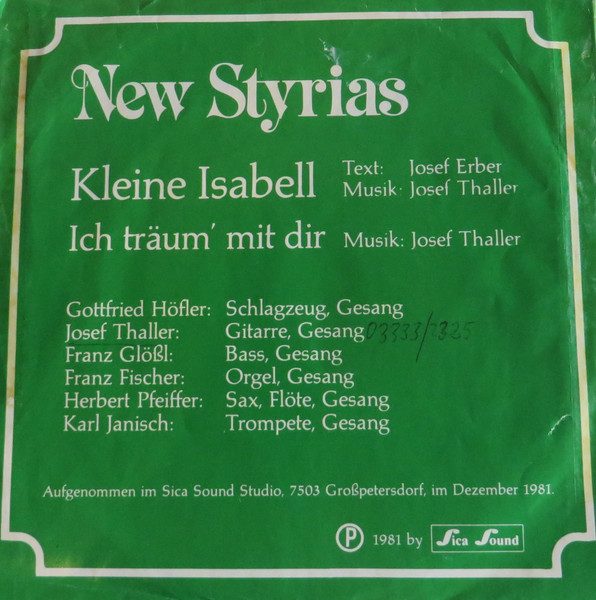 New Styrias
Kleine Isabell
Text: Josef Erber
Musik: Josef Thaller
Ich träum' mit dir
Musik: Josef Thaller
Gottfried Höfler: Schlagzeug, Gesang
Josef Thaller: Gitarre, Gesang 03333/2325
Franz Glößl: Bass, Gesang
Franz Fischer: Orgel, Gesang
Herbert Pfeiffer: Sax, Flöte, Gesang
Karl Janisch: Trompete, Gesang
Aufgenommen im Sica Sound Studio, 7503 Großpetersdorf, im Dezember 1981.
Ⓟ 1981 by Sica Sound